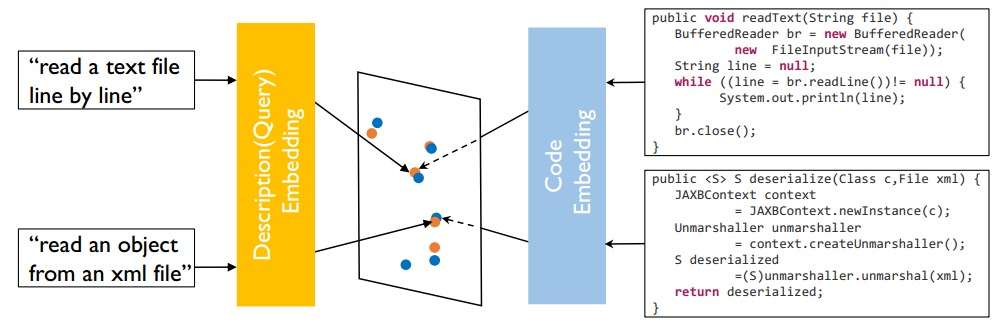 “read a text file
line by line”
“read an object
from an xml file”
Description(Query)
Embedding
Code
Embedding
public void readText(String file) {
BufferedReader br = new BufferedReader(
new FileInputStream(file));
String line = null;
while ((line = br.readLine())!= null) {
System.out.println(line);
}
br.close();
}
public <S> S deserialize(Class c,File xml) {
JAXBContext context
= JAXBContext.newInstance(c);
Unmarshaller unmarshaller
= context.createUnmarshaller();
S deserialized
=(S)unmarshaller.unmarshal(xml);
return deserialized;
}